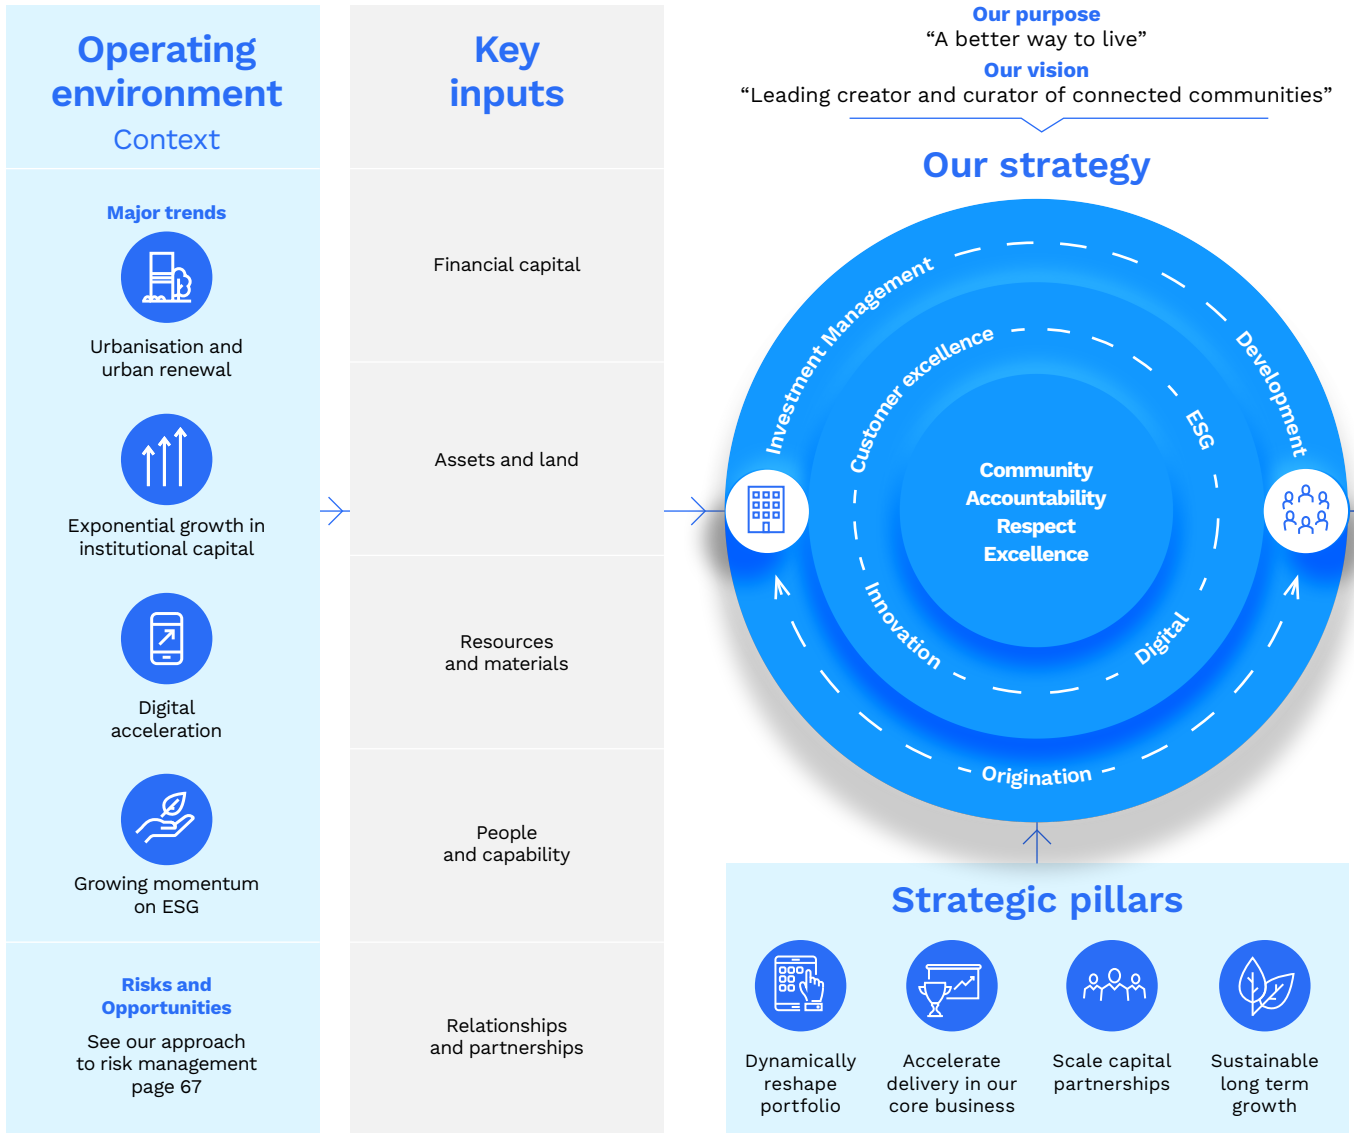 Operating
environment
Context
Major trends
Urbanisation and
urban renewal
Exponential growth in
institutional capital
Digital
acceleration
Growing momentum
on ESG
Risks and
Opportunities
See our approach
to risk management
page 67
Key
inputs
Financial capital
Assets and land
Resources
and materials
People
and capability
Relationships
and partnerships
Our purpose
“A better way to live”
Our vision
“Leading creator and curator of connected communities”
Our strategy
Investment Management
Development
Origination
Customer excellence
ESG
Digital
Innovation
Community
Accountability
Respect
Excellence
Strategic pillars
Dynamically
reshape
portfolio
Accelerate
delivery in our
core business
Scale capital
partnerships
Sustainable
long term
growth